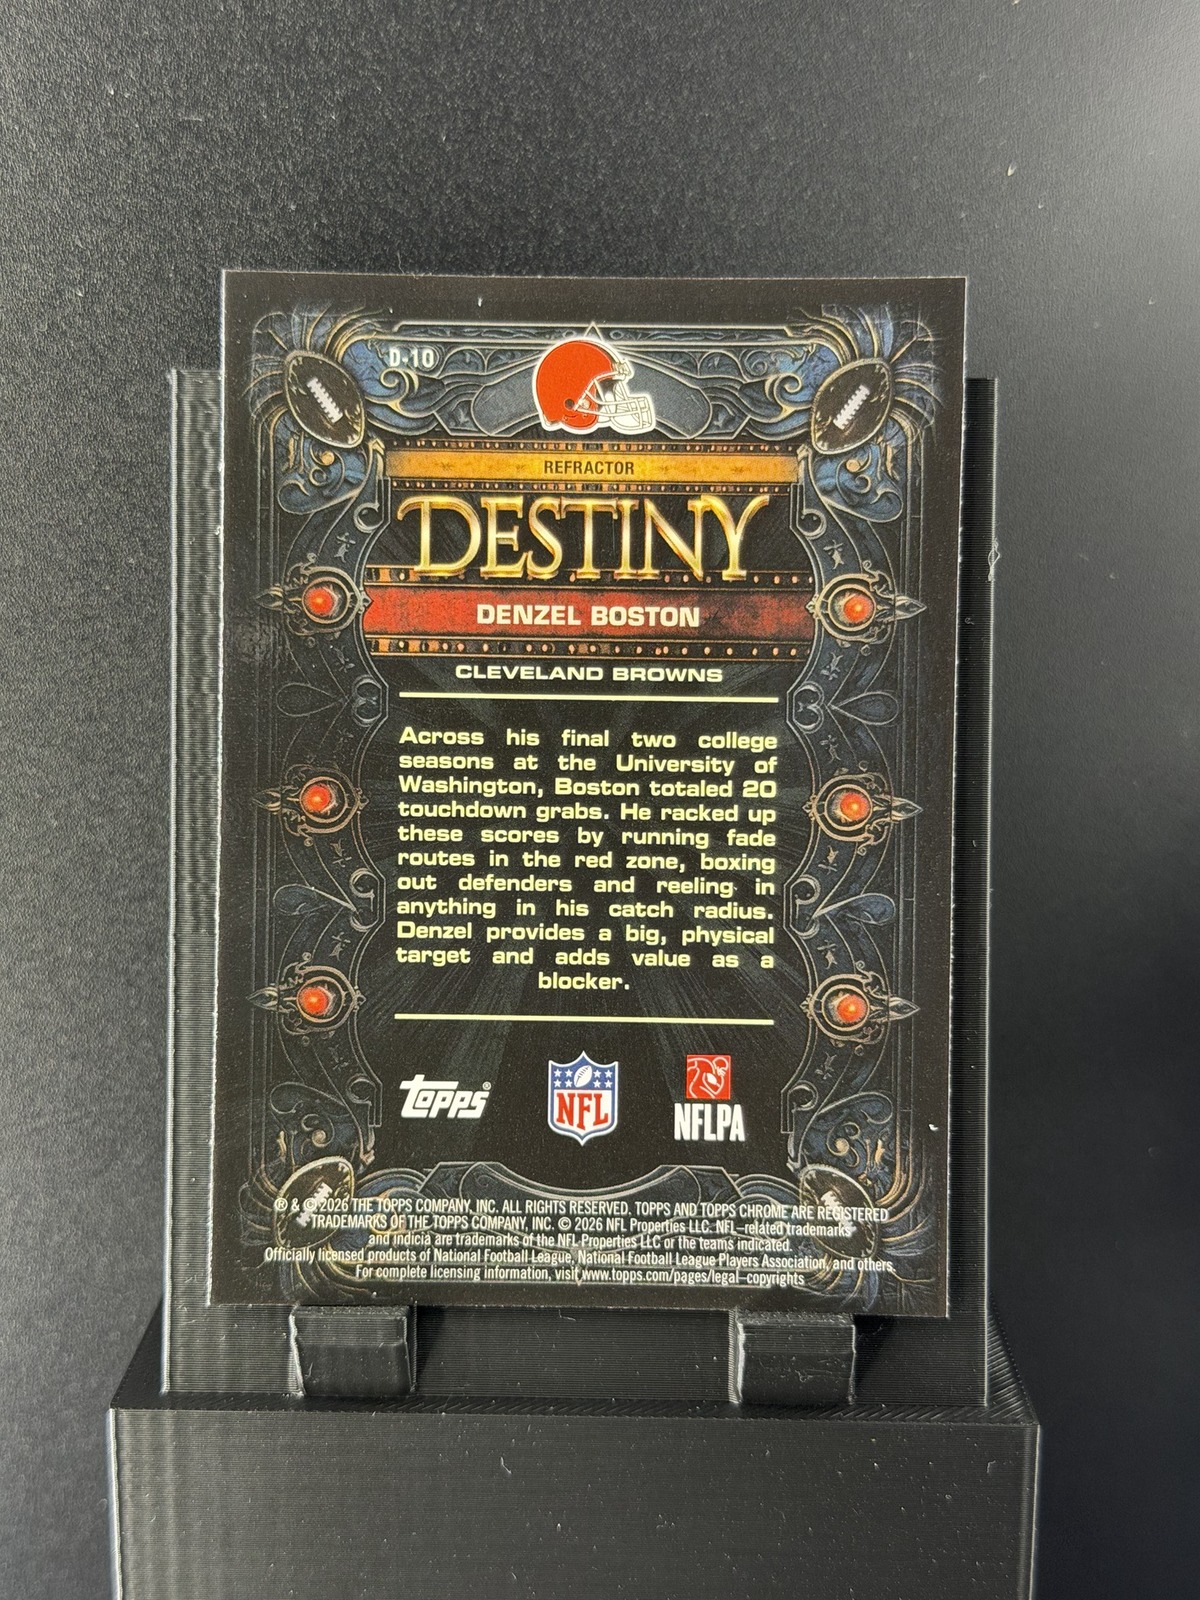 D-10
REFRACTOR
DESTINY
DENZEL BOSTON
CLEVELAND BROWNS
Across his final two college
seasons at the University of
Washington, Boston totaled 20
touchdown grabs. He racked up
these scores by running fade
routes in the red zone, boxing
out defenders and reeling in
anything in his catch radius.
Denzel provides a big, physical
target and adds value as a
blocker.
Topps®
NFL
NFLPA
® & © 2026 THE TOPPS COMPANY, INC. ALL RIGHTS RESERVED. TOPPS AND TOPPS CHROME ARE REGISTERED
TRADEMARKS OF THE TOPPS COMPANY, INC. © 2026 NFL Properties LLC. NFL-related trademarks
and indicia are trademarks of the NFL Properties LLC or the teams indicated.
Officially licensed products of National Football League, National Football League Players Association, and others.
For complete licensing information, visit www.topps.com/pages/legal-copyrights